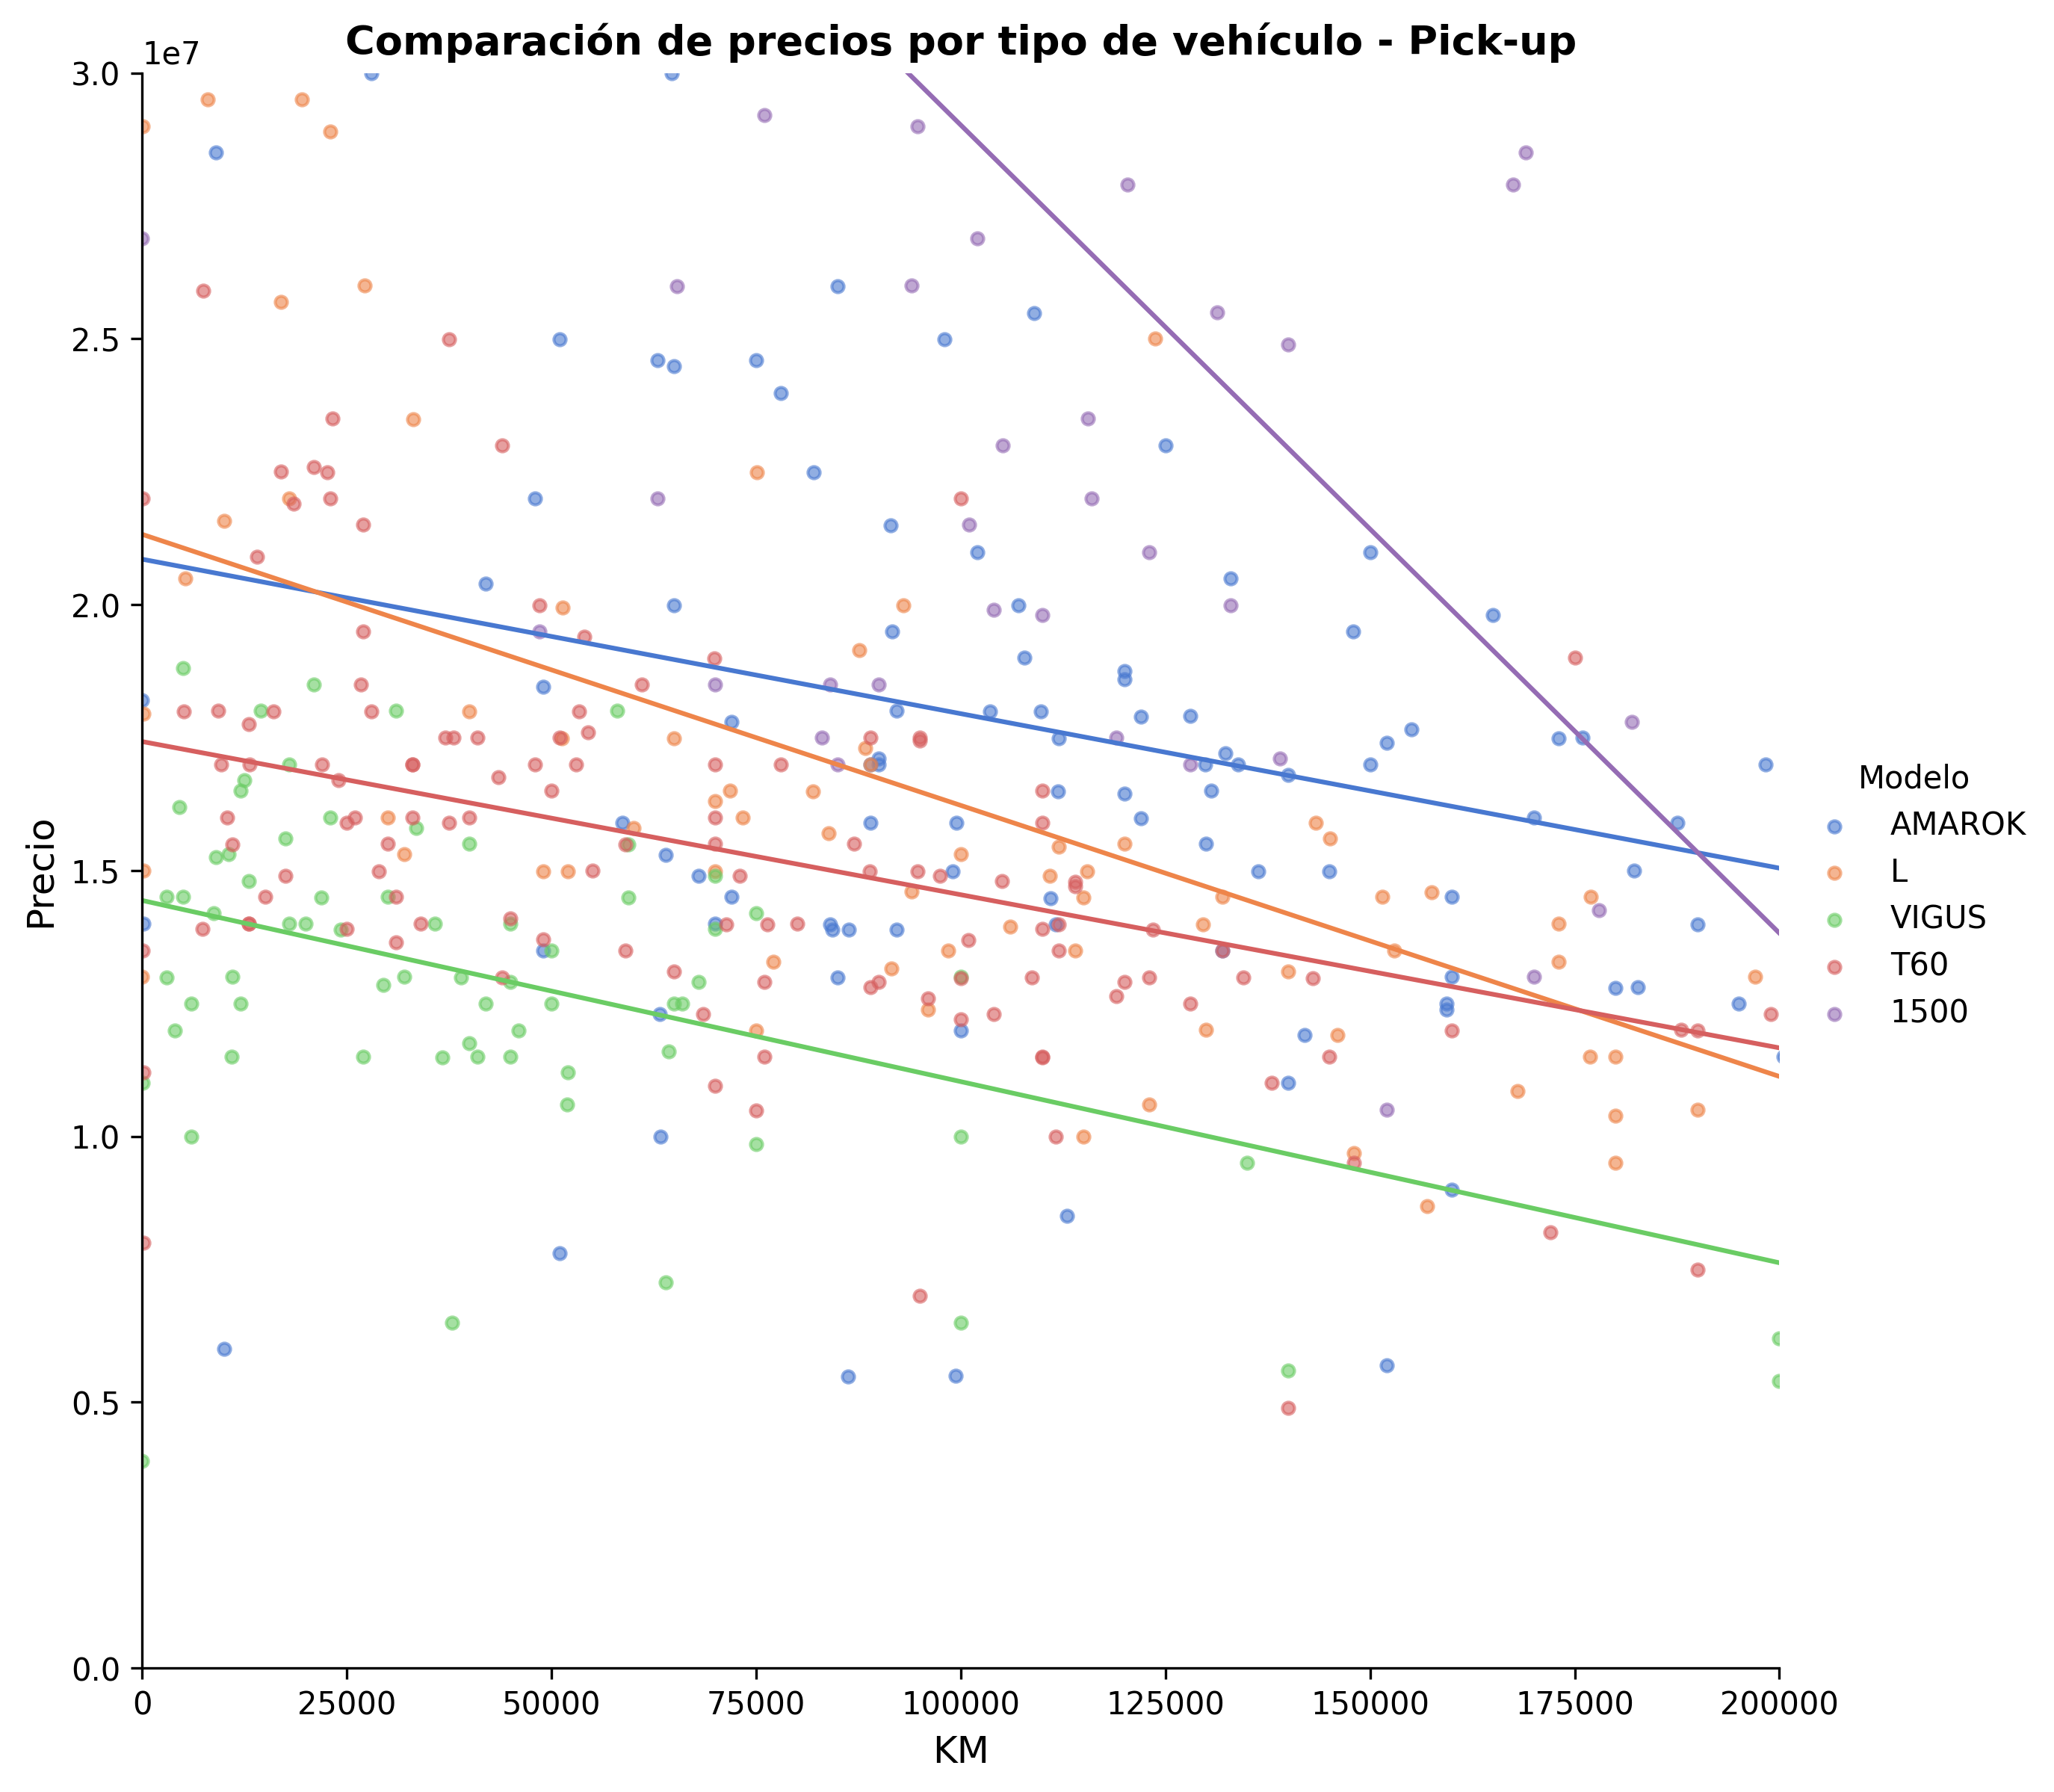 Comparación de precios por tipo de vehículo - Pick-up
1e7
3.0
2.5
2.0
1.5
1.0
0.5
0.0
Precio
0 25000 50000 75000 100000 125000 150000 175000 200000
KM
Modelo
AMAROK
L
VIGUS
T60
1500